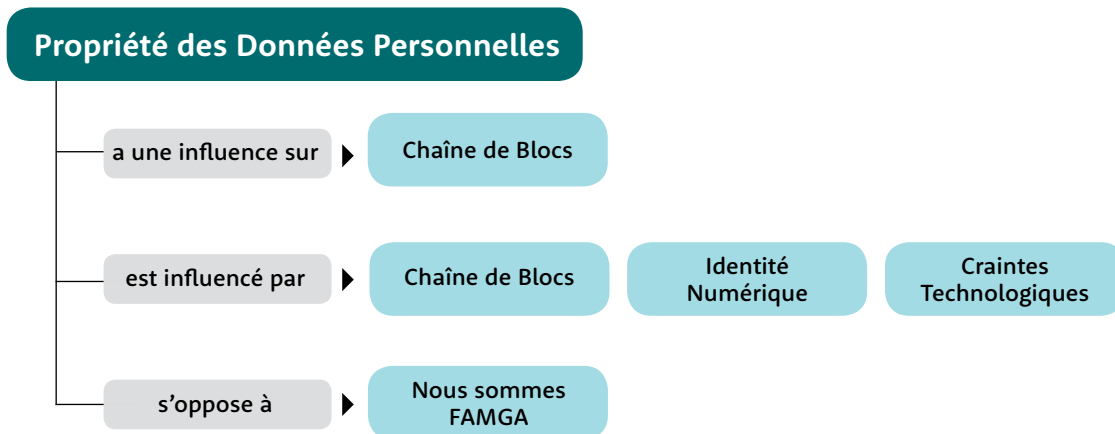 Propriété des Données Personnelles
a une influence sur
Chaîne de Blocs
est influencé par
Chaîne de Blocs
Identité
Numérique
Craintes
Technologiques
s'oppose à
Nous sommes
FAMGA